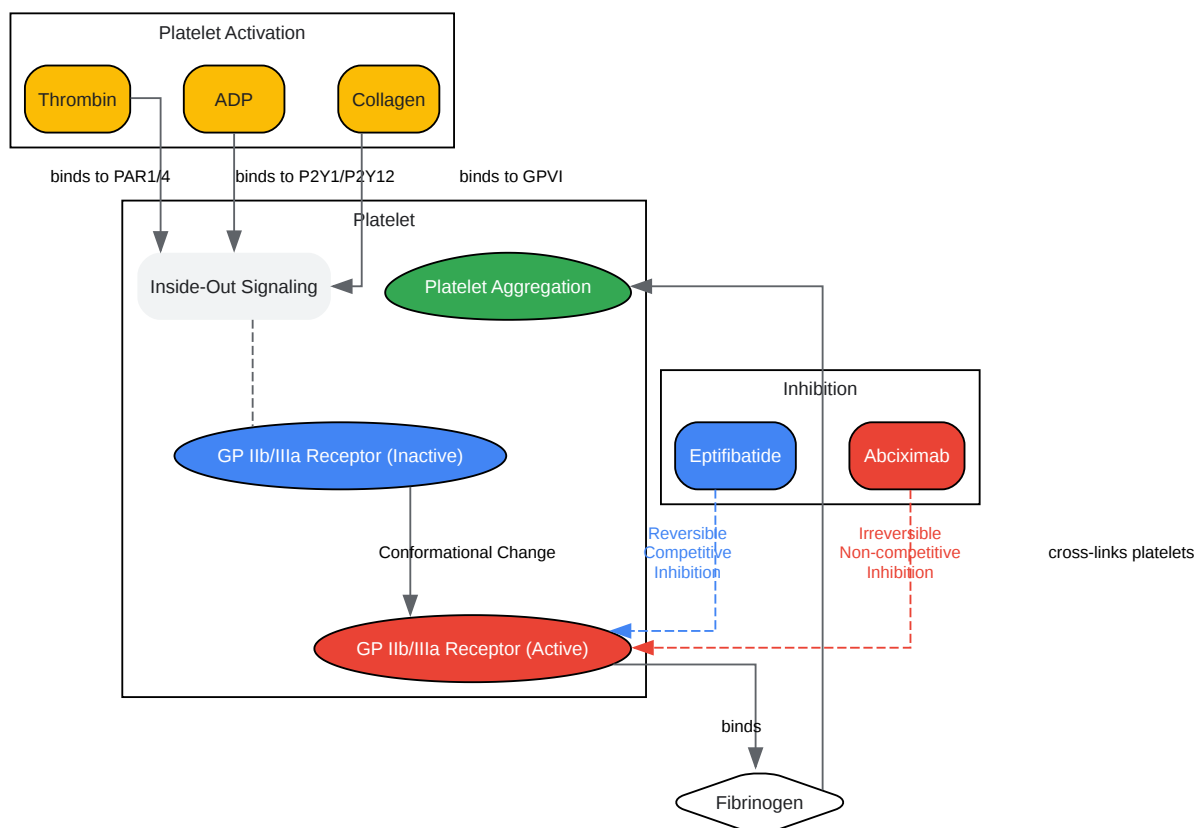 Platelet Activation
Thrombin
ADP
Collagen
binds to PAR1/4
binds to P2Y1/P2Y12
binds to GPVI
Platelet
Inside-Out Signaling
Platelet Aggregation
Inhibition
GP IIb/IIIa Receptor (Inactive)
Eptifibatide
Abciximab
Conformational Change
Reversible
Competitive
Inhibition
Irreversible
Non-competitive
Inhibition
cross-links platelets
GP IIb/IIIa Receptor (Active)
binds
Fibrinogen